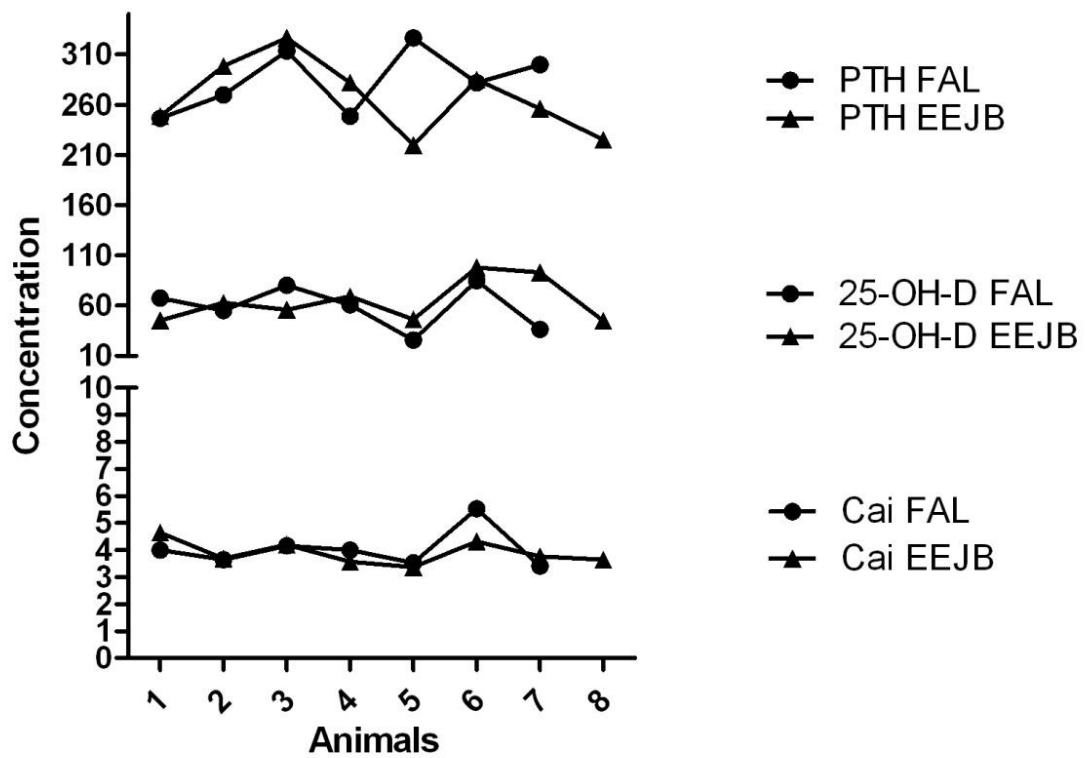 Concentration
310
260
210
160
110
60
10
10
9
8
7
6
5
4
3
2
1
0
1 2 3 4 5 6 7 8
Animals
PTH FAL
PTH EEJB
25-OH-D FAL
25-OH-D EEJB
Cai FAL
Cai EEJB